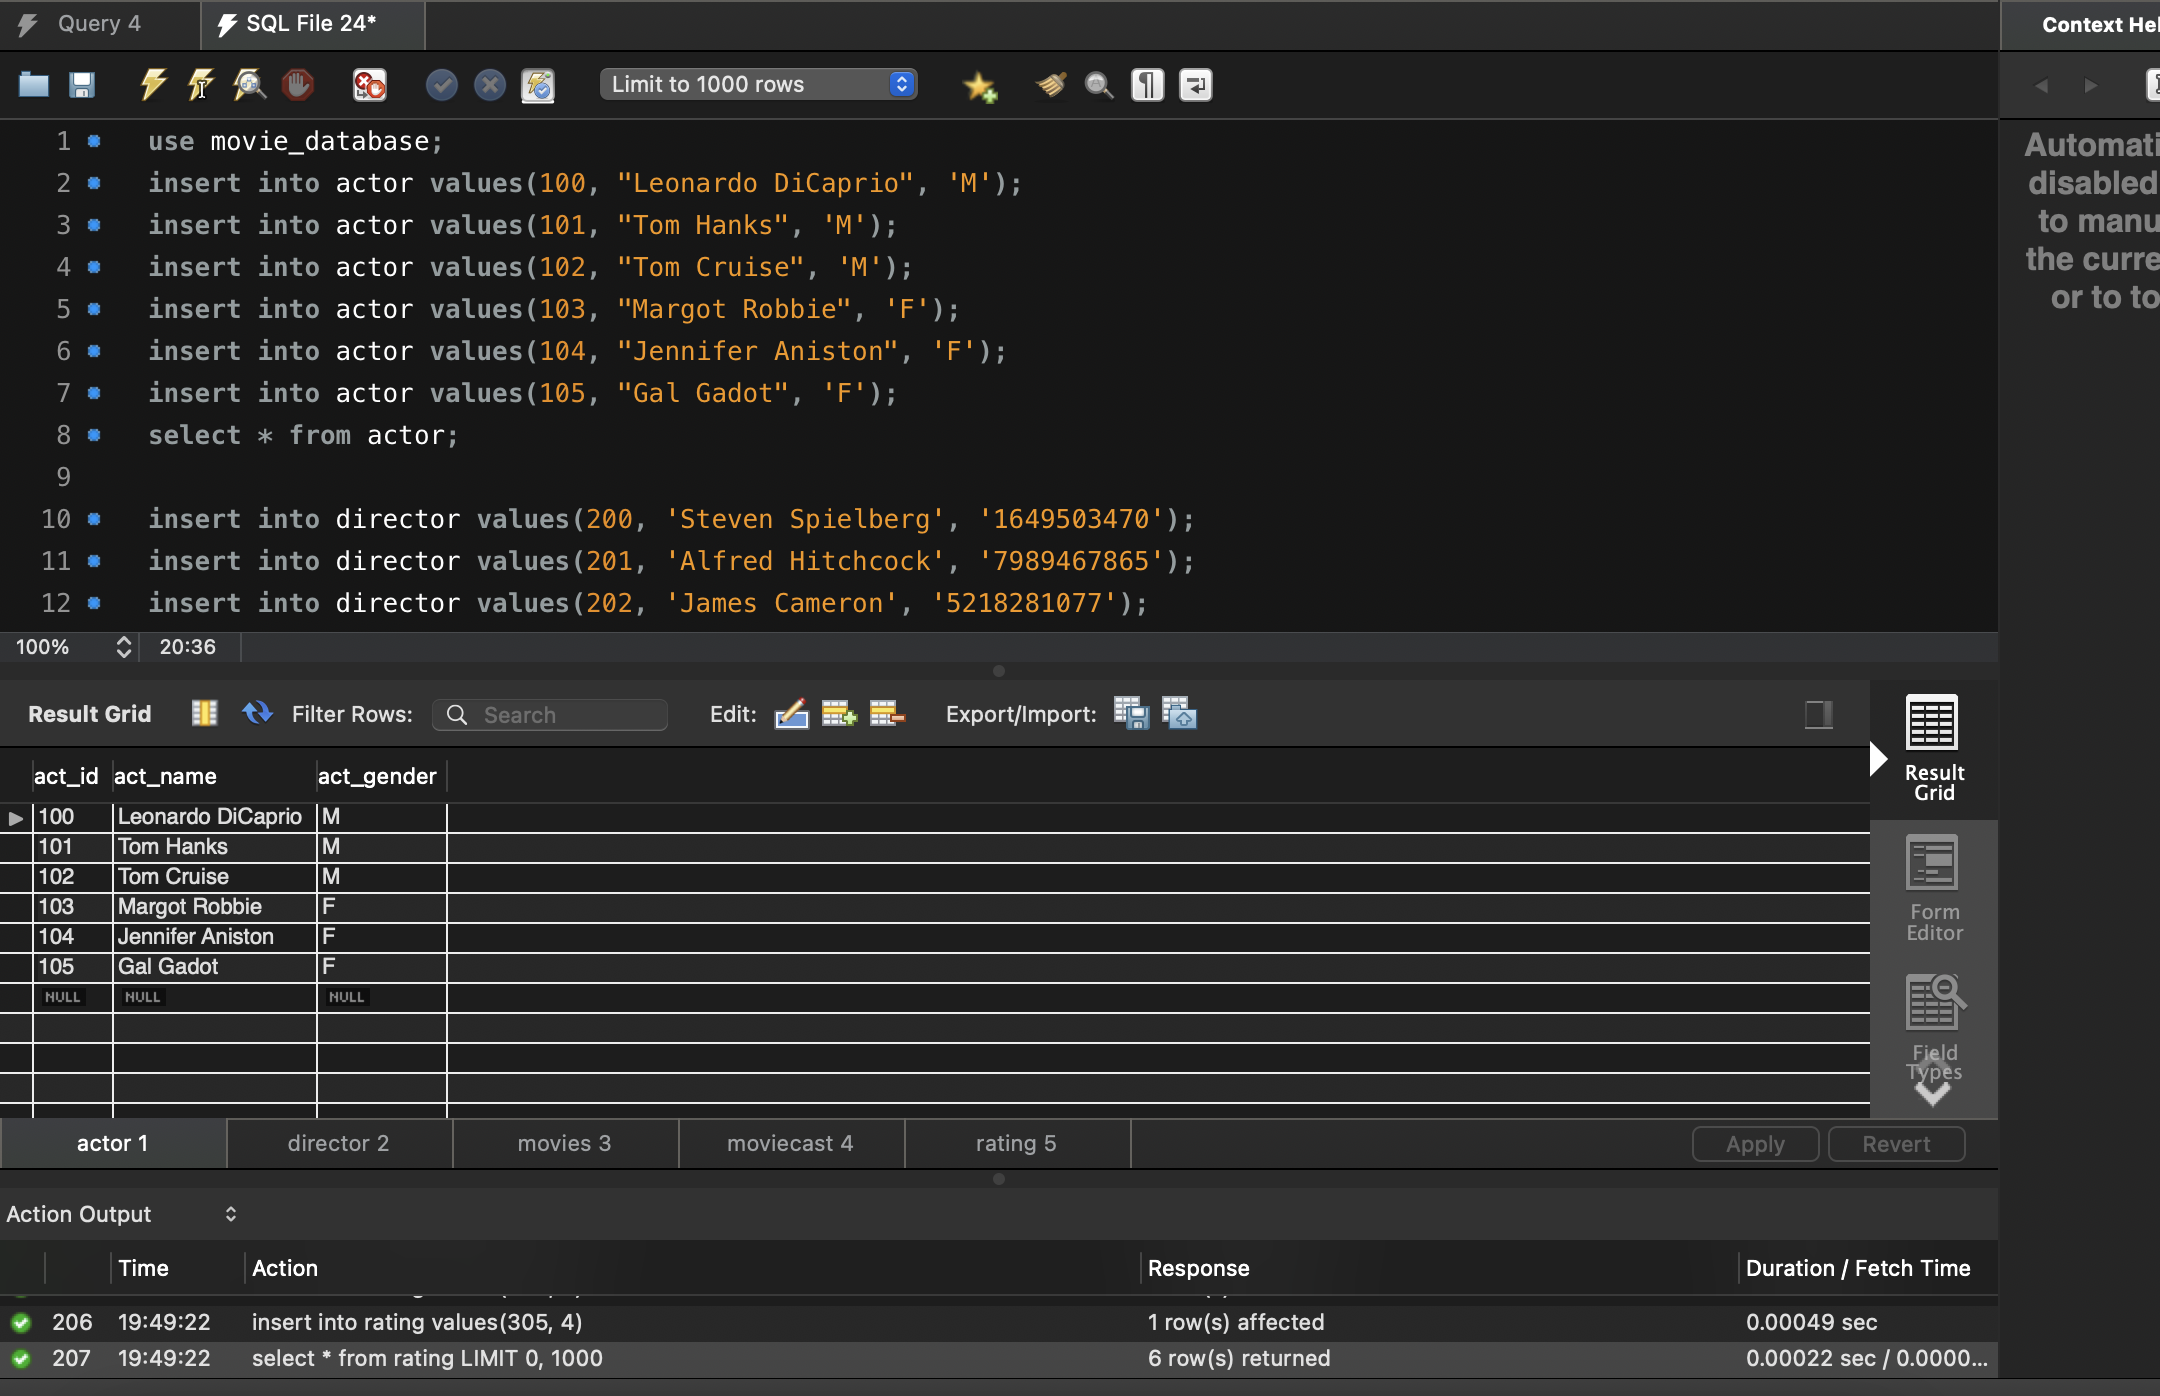 Query 4
SQL File 24*
Context Hel
Limit to 1000 rows
1 use movie_database;
2 insert into actor values(100, "Leonardo DiCaprio", 'M');
3 insert into actor values(101, "Tom Hanks", 'M');
4 insert into actor values(102, "Tom Cruise", 'M');
5 insert into actor values(103, "Margot Robbie", 'F');
6 insert into actor values(104, "Jennifer Aniston", 'F');
7 insert into actor values(105, "Gal Gadot", 'F');
8 select * from actor;
9
10 insert into director values(200, 'Steven Spielberg', '1649503470');
11 insert into director values(201, 'Alfred Hitchcock', '7989467865');
12 insert into director values(202, 'James Cameron', '5218281077');
Automati
disabled
to manu
the curre
or to to
100% 20:36
Result Grid Filter Rows: Search Edit: Export/Import:
act_id act_name act_gender
100 Leonardo DiCaprio M
101 Tom Hanks M
102 Tom Cruise M
103 Margot Robbie F
104 Jennifer Aniston F
105 Gal Gadot F
NULL NULL NULL
Result
Grid
Form
Editor
Field
Types
actor 1 director 2 movies 3 moviecast 4 rating 5 Apply Revert
Action Output
Time Action Response Duration / Fetch Time
206 19:49:22 insert into rating values(305, 4) 1 row(s) affected 0.00049 sec
207 19:49:22 select * from rating LIMIT 0, 1000 6 row(s) returned 0.00022 sec / 0.0000...